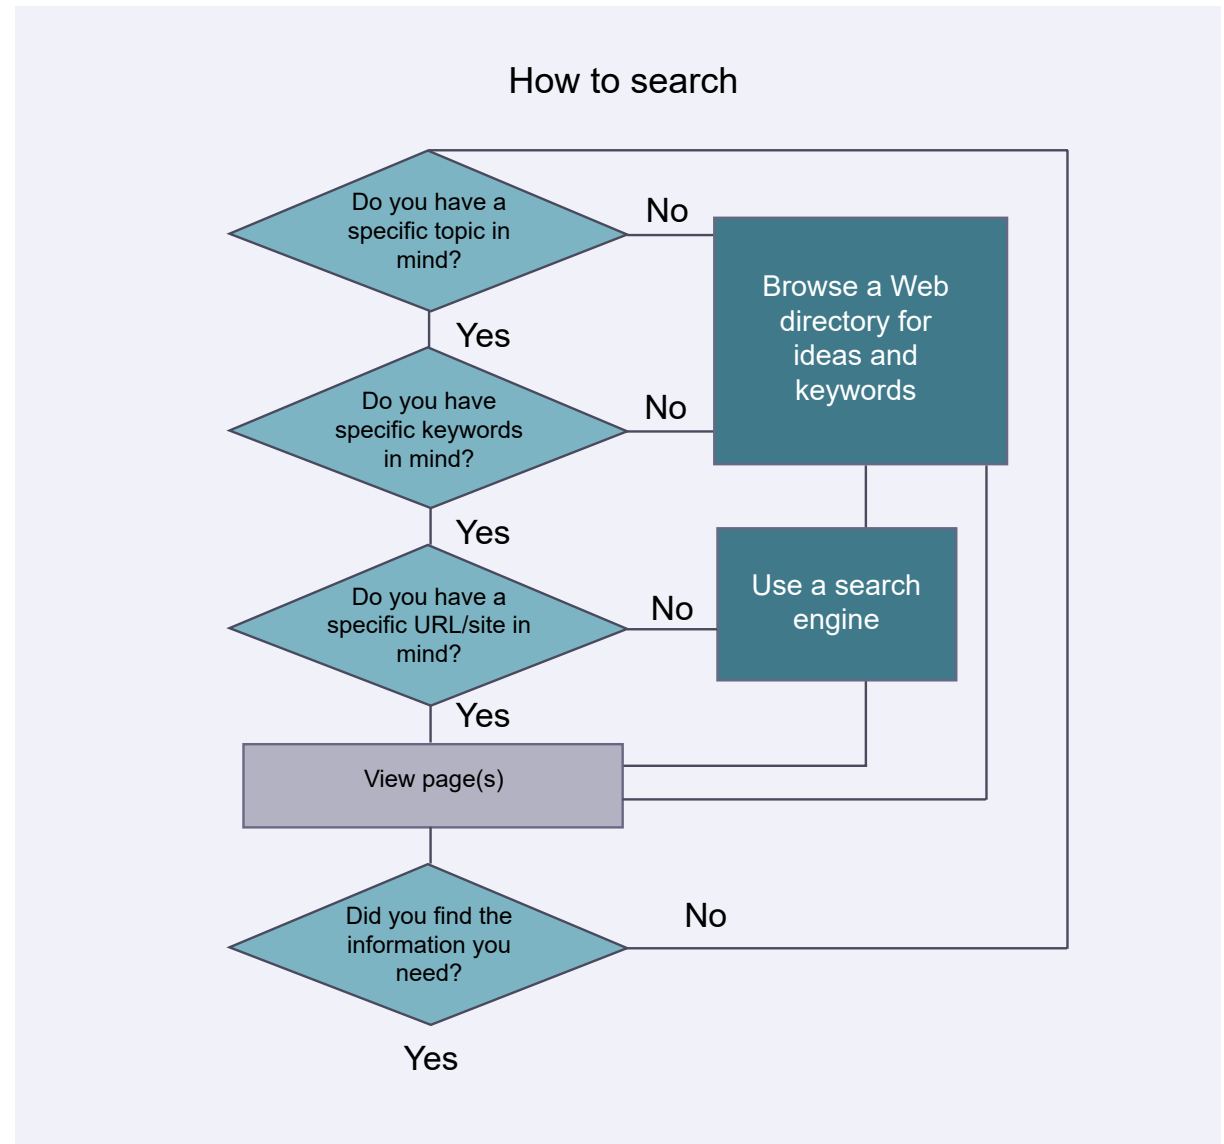 How to search
Do you have a
specific topic in
mind?
No
Browse a Web
directory for
ideas and
keywords
Yes
Do you have
specific keywords
in mind?
No
Yes
Do you have a
specific URL/site in
mind?
No
Use a search
engine
Yes
View page(s)
Did you find the
information you
need?
No
Yes